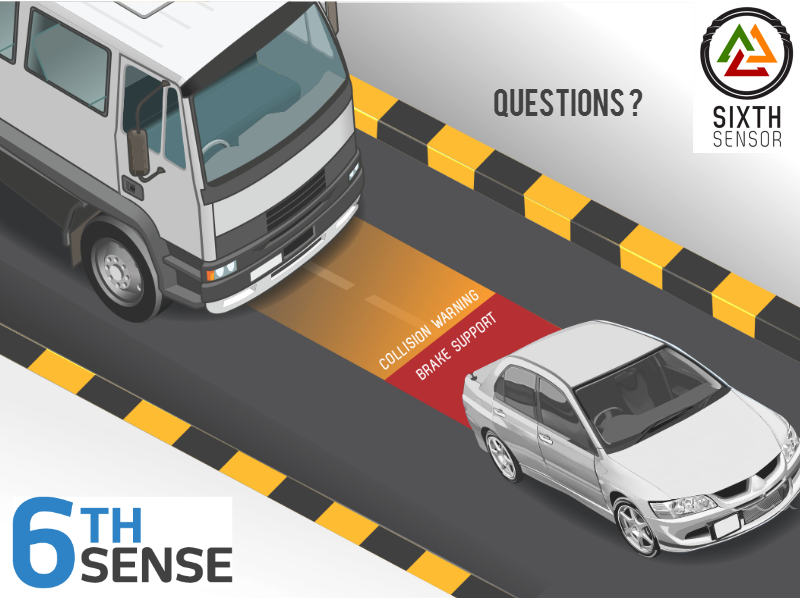 QUESTIONS ?
SIXTH
SENSOR
COLLISION WARNING
BRAKE SUPPORT
6TH
SENSE